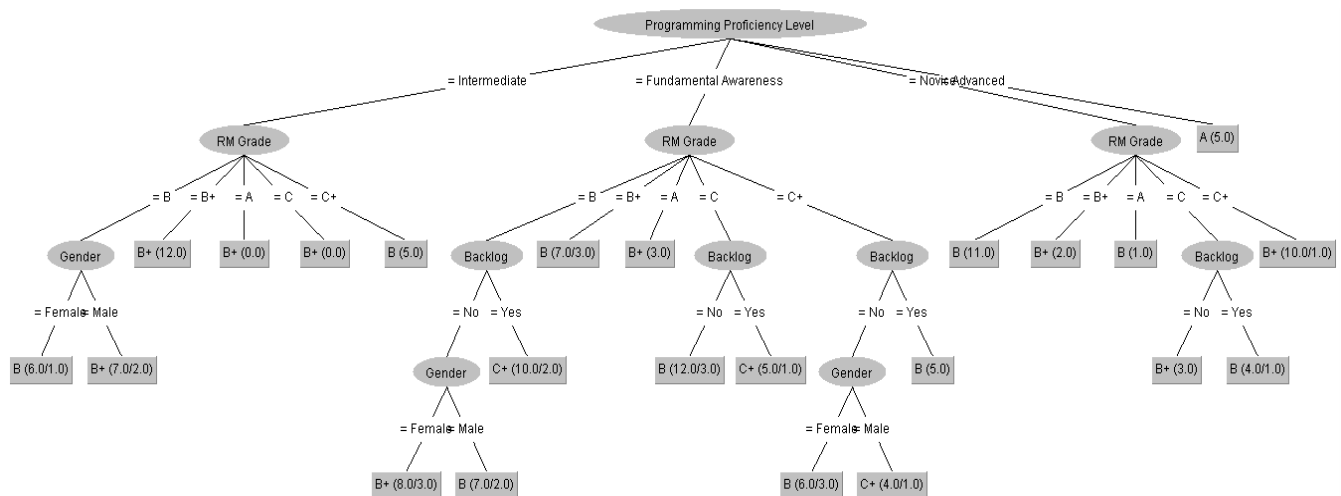 Programming Proficiency Level
= Intermediate
= Fundamental Awareness
= Novice
= Advanced
RM Grade
RM Grade
RM Grade
A (5.0)
= B
= B+
= A
= C
= C+
= B
= B+
= A
= C
= C+
= B
= B+
= A
= C
= C+
Gender
B+ (12.0)
B+ (0.0)
B+ (0.0)
B (5.0)
Backlog
B (7.0/3.0)
B+ (3.0)
Backlog
Backlog
B (11.0)
B+ (2.0)
B (1.0)
Backlog
B+ (10.0/1.0)
= Female
= Male
= No
= Yes
= No
= Yes
= No
= Yes
= No
= Yes
B (6.0/1.0)
B+ (7.0/2.0)
Gender
C+ (10.0/2.0)
B (12.0/3.0)
C+ (5.0/1.0)
Gender
B (5.0)
B+ (3.0)
B (4.0/1.0)
= Female
= Male
= Female
= Male
B+ (8.0/3.0)
B (7.0/2.0)
B (6.0/3.0)
C+ (4.0/1.0)